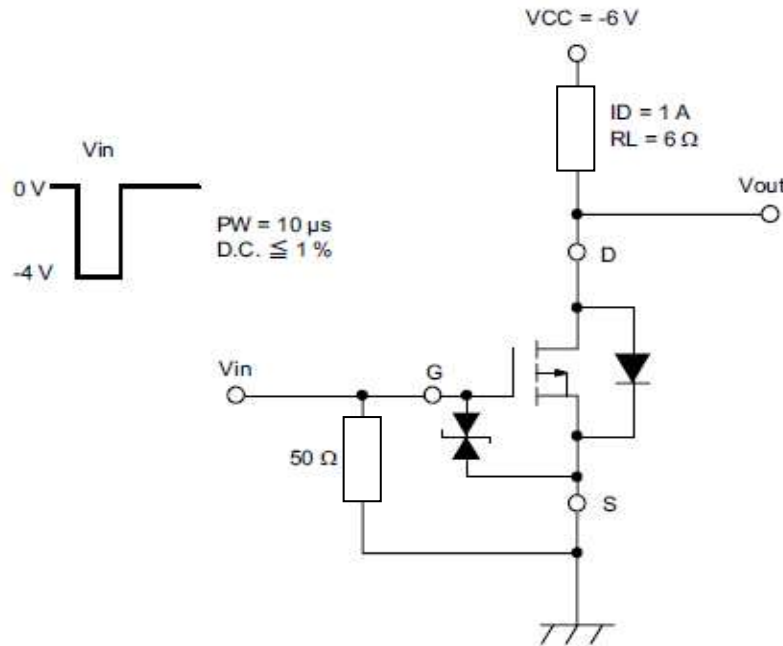 VCC = -6 V
ID = 1 A
RL = 6 Ω
Vin
Vout
0 V
PW = 10 µs
D.C. ≦ 1 %
D
-4 V
Vin
G
50 Ω
S